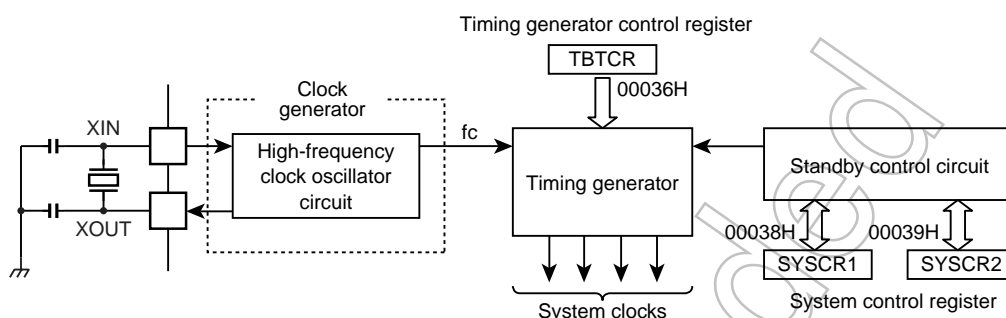 Timing generator control register
TBTCR
00036H
Clock
generator
XIN
High-frequency
clock oscillator
circuit
fc
Timing generator
Standby control circuit
XOUT
00038H
00039H
SYSCR1
SYSCR2
System clocks
System control register